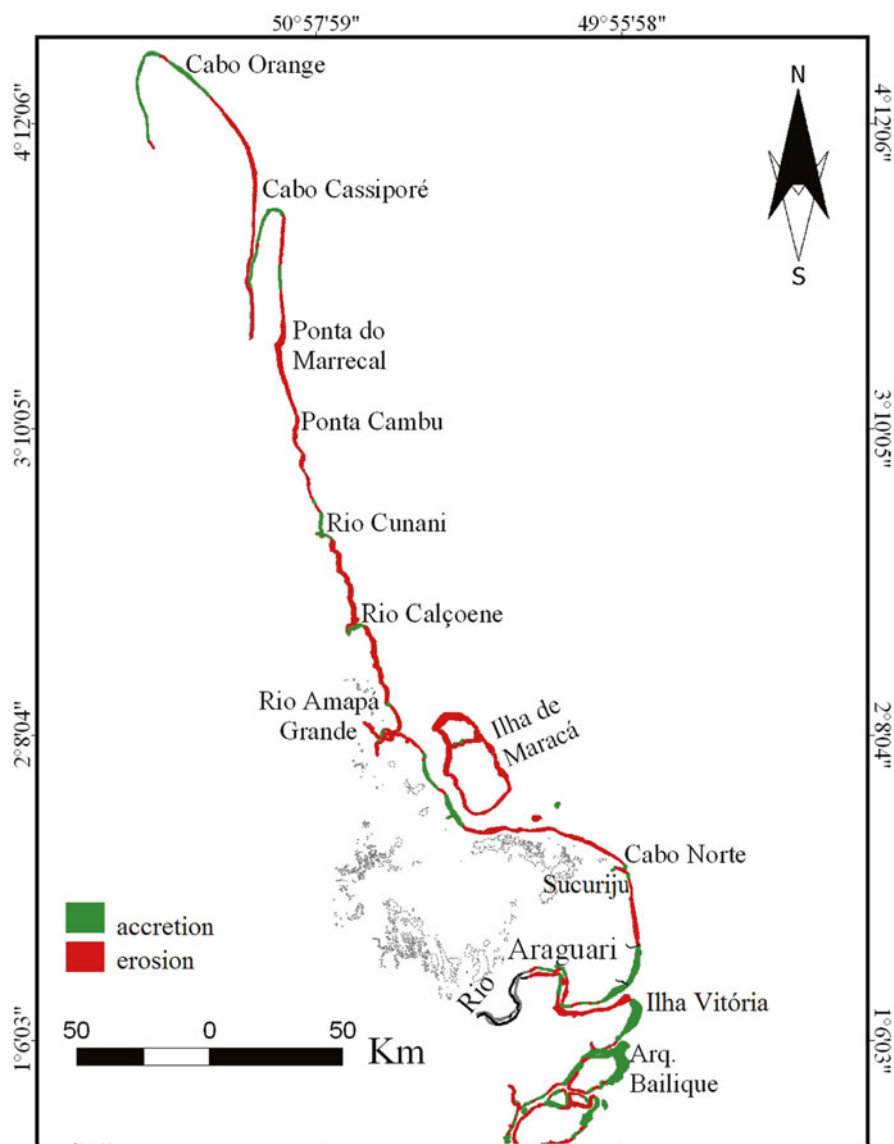 50°57'59" 49°55'58"
N
S
4°12'06" 4°12'06"
Cabo Orange
Cabo Cassiporé
Ponta do
Marrecal
3°10'05" 3°10'05"
Ponta Cambu
Rio Cunani
Rio Calçoene
Rio Amapá
Grande
Ilha de
Maracá
2°8'04" 2°8'04"
Cabo Norte
Sucuriju
accretion
erosion
Rio Araguari
Ilha Vitória
1°6'03" 1°6'03"
50 0 50
Km
Arq.
Bailique